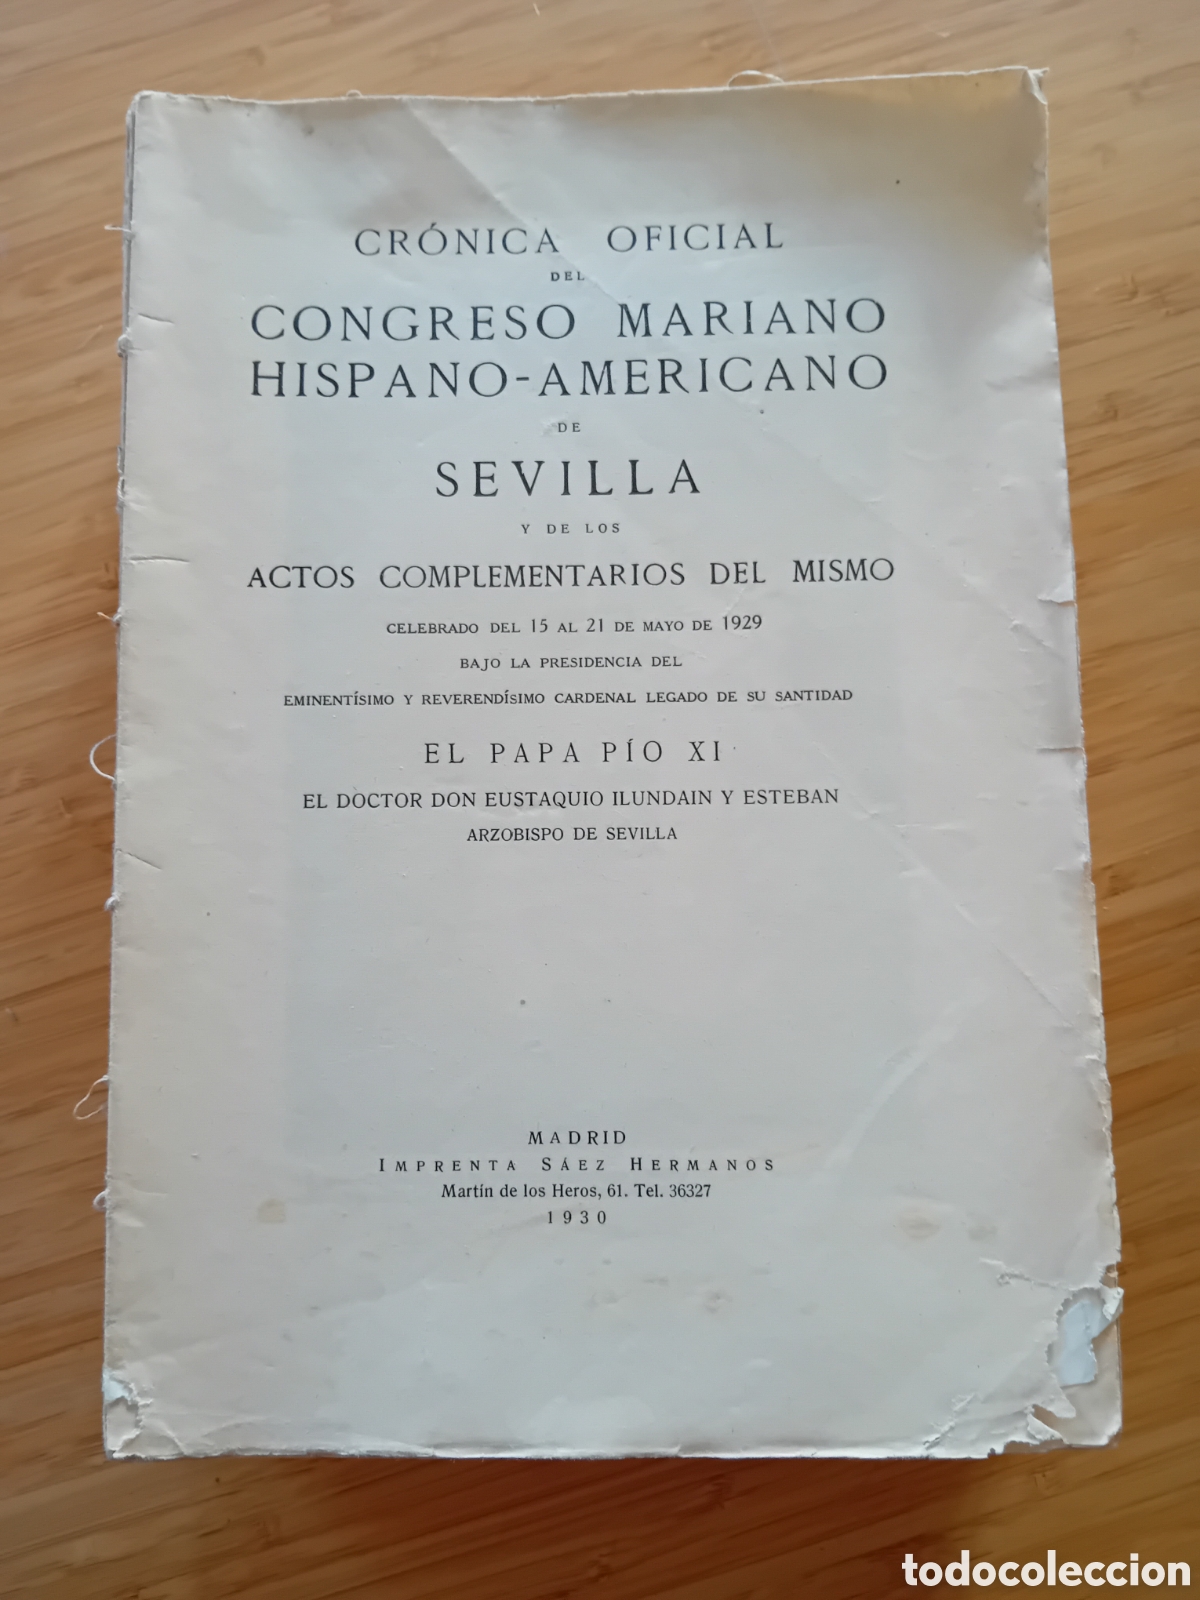 CRÓNICA OFICIAL
DEL
CONGRESO MARIANO
HISPANO-AMERICANO
DE
SEVILLA
Y DE LOS
ACTOS COMPLEMENTARIOS DEL MISMO
CELEBRADO DEL 15 AL 21 DE MAYO DE 1929
BAJO LA PRESIDENCIA DEL
EMINENTÍSIMO Y REVERENDÍSIMO CARDENAL LEGADO DE SU SANTIDAD
EL PAPA PÍO XI
EL DOCTOR DON EUSTAQUIO ILUNDAIN Y ESTEBAN
ARZOBISPO DE SEVILLA
MADRID
IMPRENTA SÁEZ HERMANOS
Martín de los Heros, 61. Tel. 36327
1930
todocoleccion